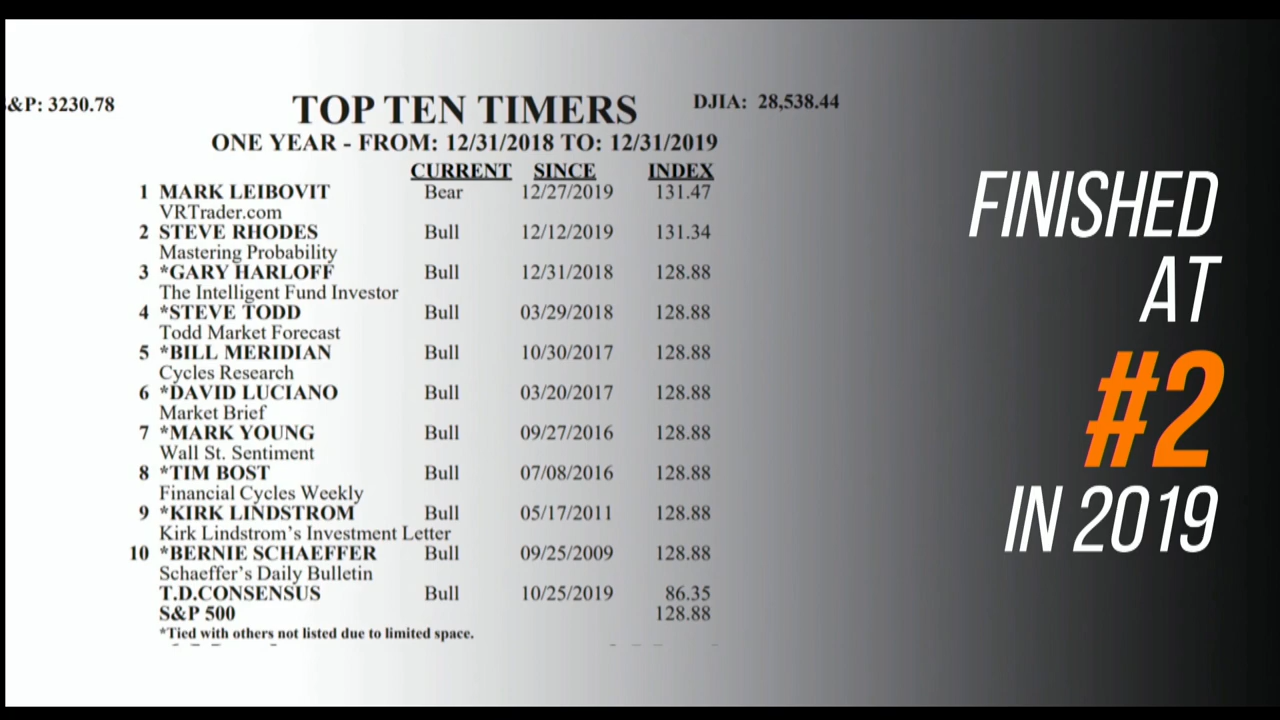 &P: 3230.78
TOP TEN TIMERS
DJIA: 28,538.44
ONE YEAR - FROM: 12/31/2018 TO: 12/31/2019
CURRENT SINCE INDEX
1 MARK LEIBOVIT Bear 12/27/2019 131.47
VRTrader.com
2 STEVE RHODES Bull 12/12/2019 131.34
Mastering Probability
3 *GARY HARLOFF Bull 12/31/2018 128.88
The Intelligent Fund Investor
4 *STEVE TODD Bull 03/29/2018 128.88
Todd Market Forecast
5 *BILL MERIDIAN Bull 10/30/2017 128.88
Cycles Research
6 *DAVID LUCIANO Bull 03/20/2017 128.88
Market Brief
7 *MARK YOUNG Bull 09/27/2016 128.88
Wall St. Sentiment
8 *TIM BOST Bull 07/08/2016 128.88
Financial Cycles Weekly
9 *KIRK LINDSTROM Bull 05/17/2011 128.88
Kirk Lindstrom's Investment Letter
10 *BERNIE SCHAEFFER Bull 09/25/2009 128.88
Schaeffer's Daily Bulletin
T.D.CONSENSUS Bull 10/25/2019 86.35
S&P 500 128.88
*Tied with others not listed due to limited space.
FINISHED
AT
#2
IN 2019